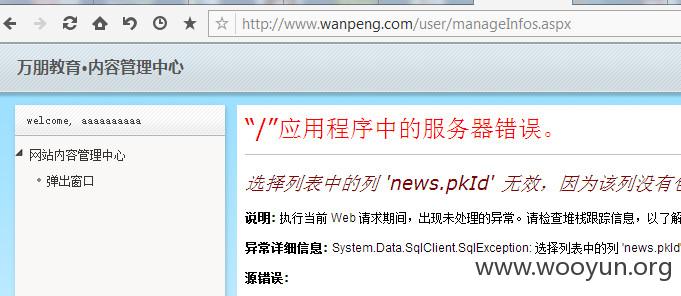 http://www.wanpeng.com/user/manageInfos.aspx
万朋教育•内容管理中心
welcome, aaaaaaaaaa
网站内容管理中心
弹出窗口
“/”应用程序中的服务器错误。
选择列表中的列 'news.pkId' 无效，因为该列没有
说明: 执行当前 Web 请求期间，出现未处理的异常。请检查堆栈跟踪信息，以了解
异常详细信息: System.Data.SqlClient.SqlException: 选择列表中的列 'news.pkId'
源错误:
www.wooyun.org